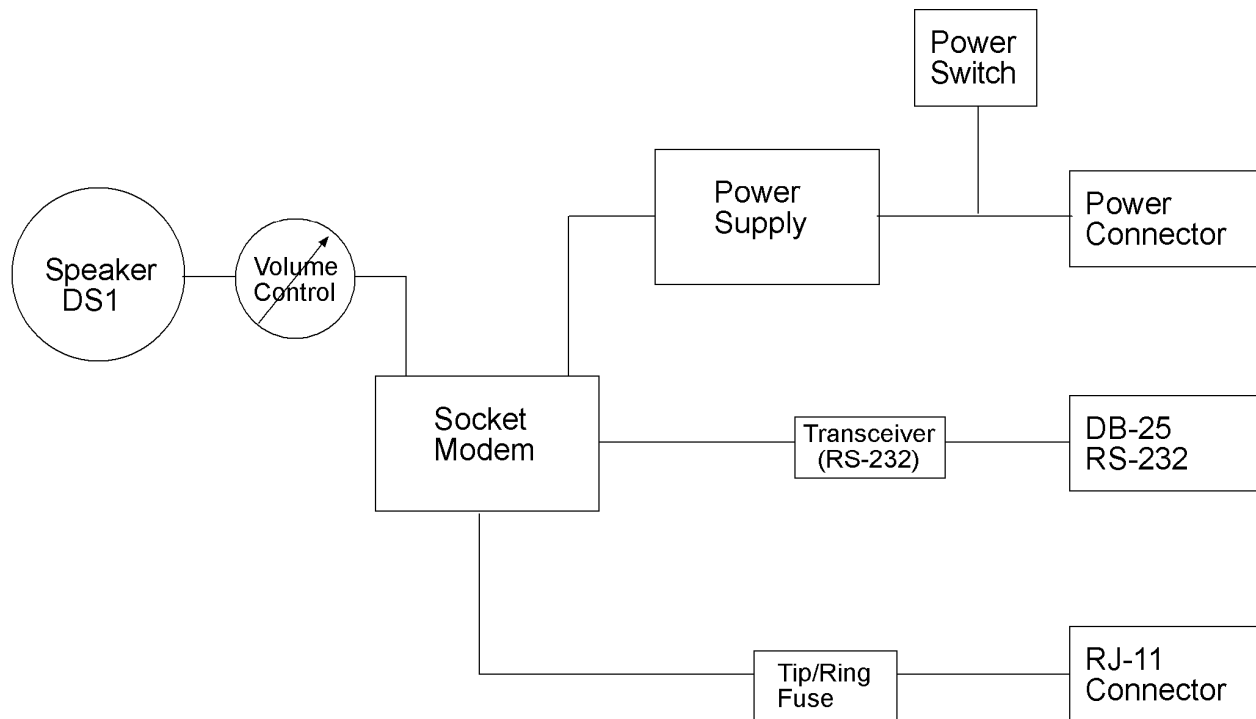 Power
Switch
Power
Supply
Power
Connector
Speaker
DS1
Volume
Control
Socket
Modem
Transceiver
(RS-232)
DB-25
RS-232
Tip/Ring
Fuse
RJ-11
Connector